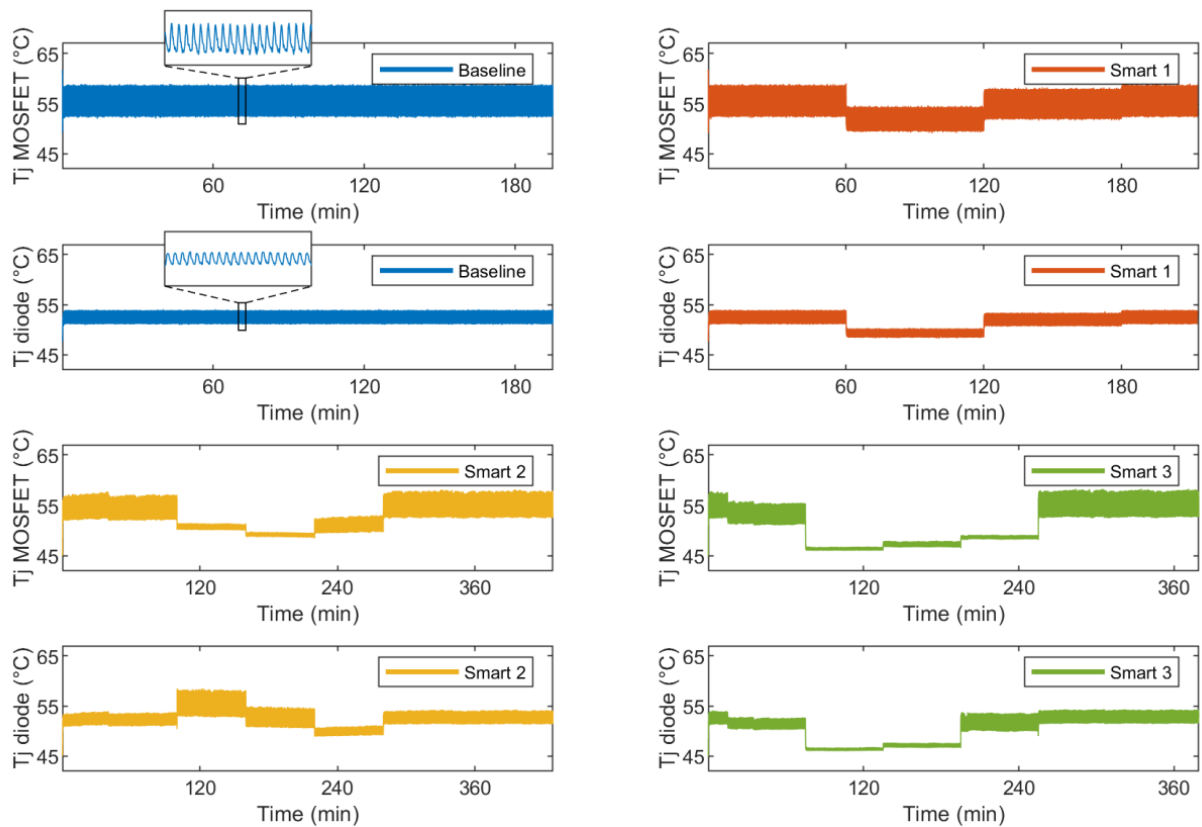 65
55
45
Tj MOSFET (°C)
Baseline
60
120
180
Time (min)
65
55
45
Tj MOSFET (°C)
Smart 1
60
120
180
Time (min)
65
55
45
Tj diode (°C)
Baseline
60
120
180
Time (min)
65
55
45
Tj diode (°C)
Smart 1
60
120
180
Time (min)
65
55
45
Tj MOSFET (°C)
Smart 2
120
240
360
Time (min)
65
55
45
Tj MOSFET (°C)
Smart 3
120
240
360
Time (min)
65
55
45
Tj diode (°C)
Smart 2
120
240
360
Time (min)
65
55
45
Tj diode (°C)
Smart 3
120
240
360
Time (min)